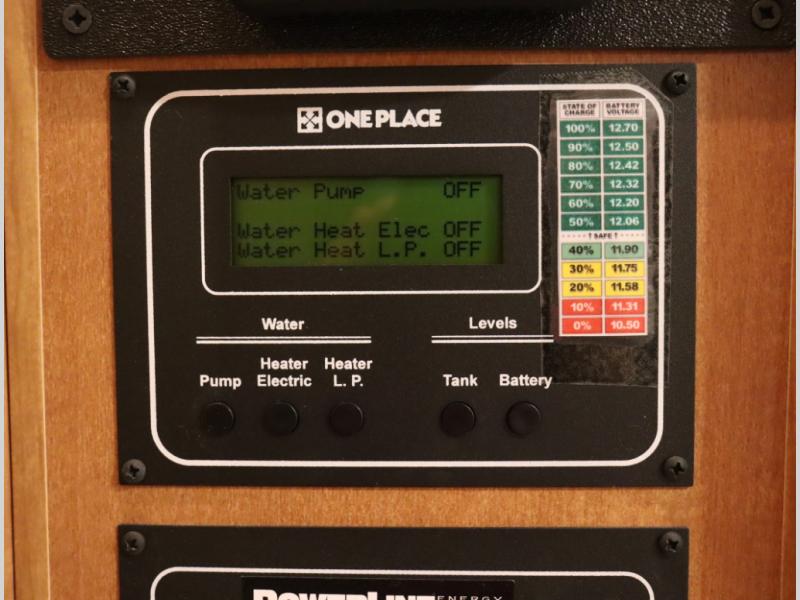 ONE PLACE
STATE OF CHARGE BATTERY VOLTAGE
100% 12.70
90% 12.50
80% 12.42
70% 12.32
60% 12.20
50% 12.06
↑ SAFE ↑
40% 11.90
30% 11.75
20% 11.58
10% 11.31
0% 10.50
Water Pump OFF
Water Heat Elec OFF
Water Heat L.P. OFF
Water Levels
Pump Heater Electric Heater L. P. Tank Battery
POWERLINE ENERGY